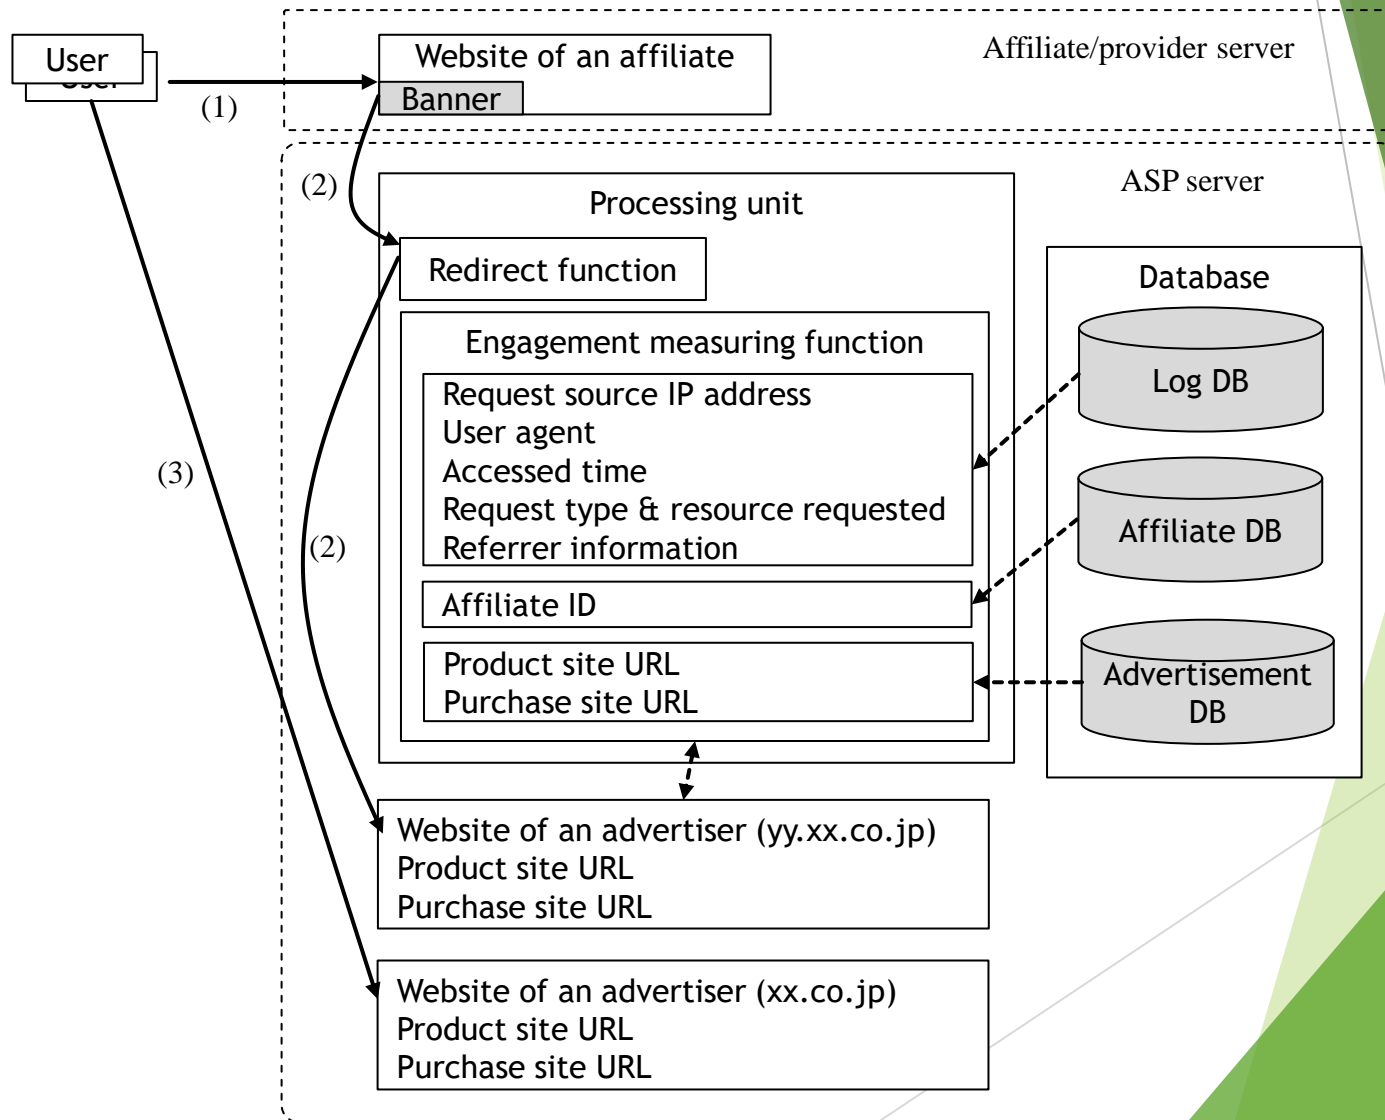 User
User
Website of an affiliate
Banner
Affiliate/provider server
(1)
(2)
Processing unit
ASP server
Redirect function
Database
Engagement measuring function
Request source IP address
User agent
Accessed time
Request type & resource requested
Referrer information
Log DB
(3)
(2)
Affiliate DB
Affiliate ID
Product site URL
Purchase site URL
Advertisement
DB
Website of an advertiser (yy.xx.co.jp)
Product site URL
Purchase site URL
Website of an advertiser (xx.co.jp)
Product site URL
Purchase site URL